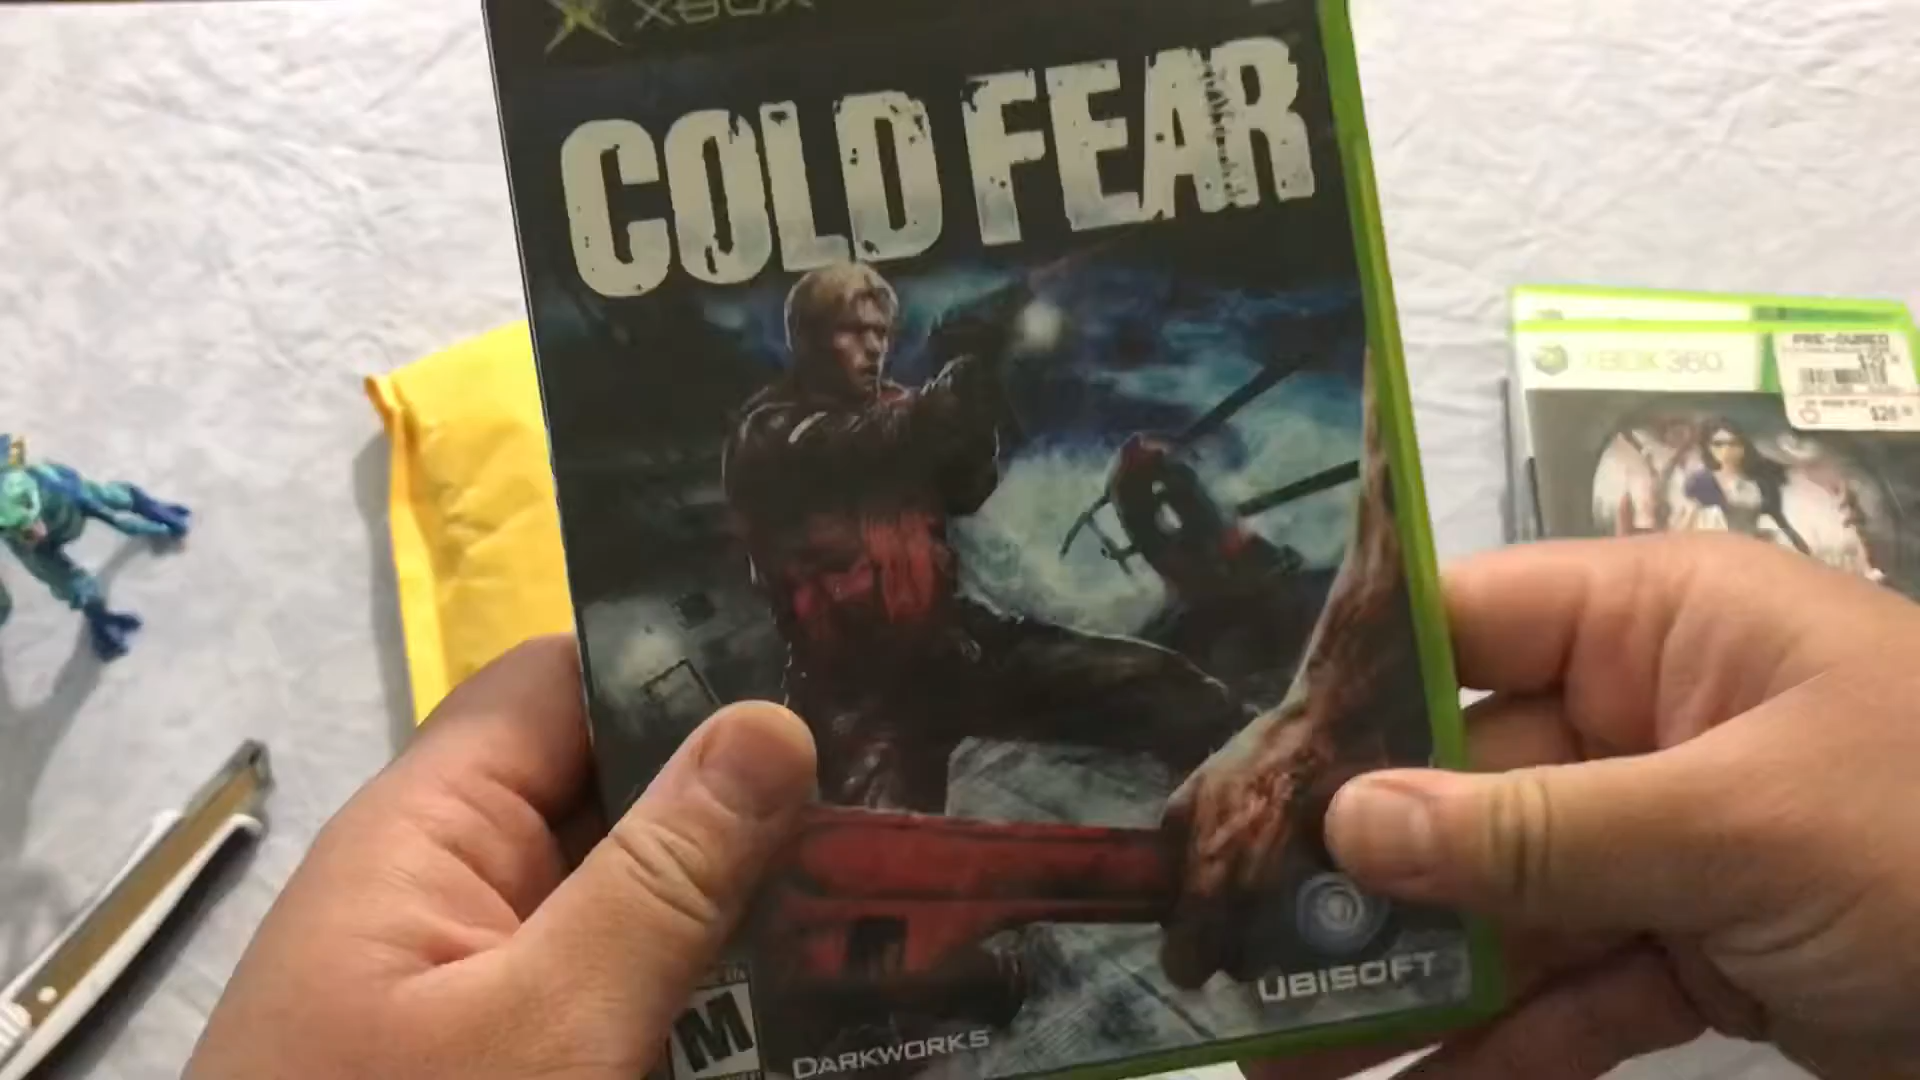 XBOX
COLD FEAR
XBOX 360
PRE-OWNED
M
DARKWORKS
UBISOFT